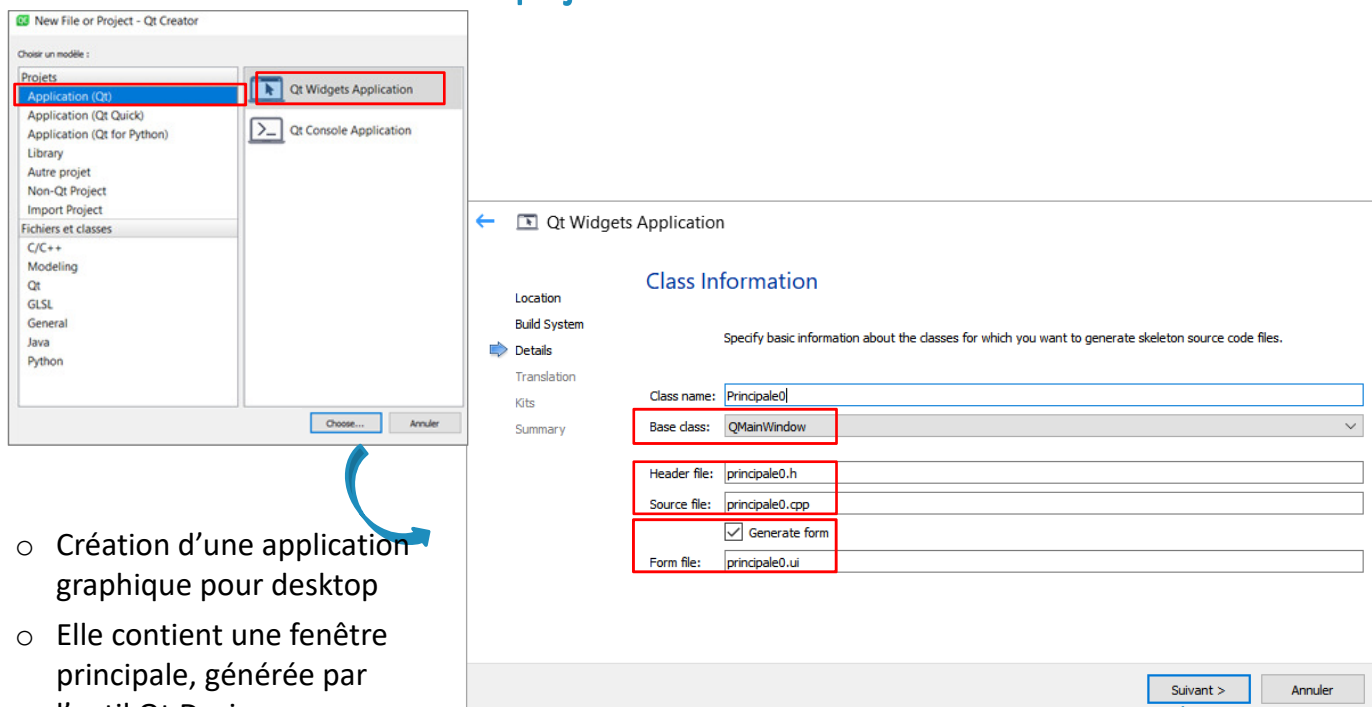 New File or Project - Qt Creator
Choisir un modèle :
Projets
Application (Qt)
Application (Qt Quick)
Application (Qt for Python)
Library
Autre projet
Non-Qt Project
Import Project
Fichiers et classes
C/C++
Modeling
Qt
GLSL
General
Java
Python
Qt Widgets Application
Qt Console Application
Choose...
Annuler
Qt Widgets Application
Location
Build System
Details
Translation
Kits
Summary
Class Information
Specify basic information about the classes for which you want to generate skeleton source code files.
Class name: Principale0
Base class: QMainWindow
Header file: principale0.h
Source file: principale0.cpp
Generate form
Form file: principale0.ui
Suivant >
Annuler
o Création d’une application
graphique pour desktop
o Elle contient une fenêtre
principale, générée par